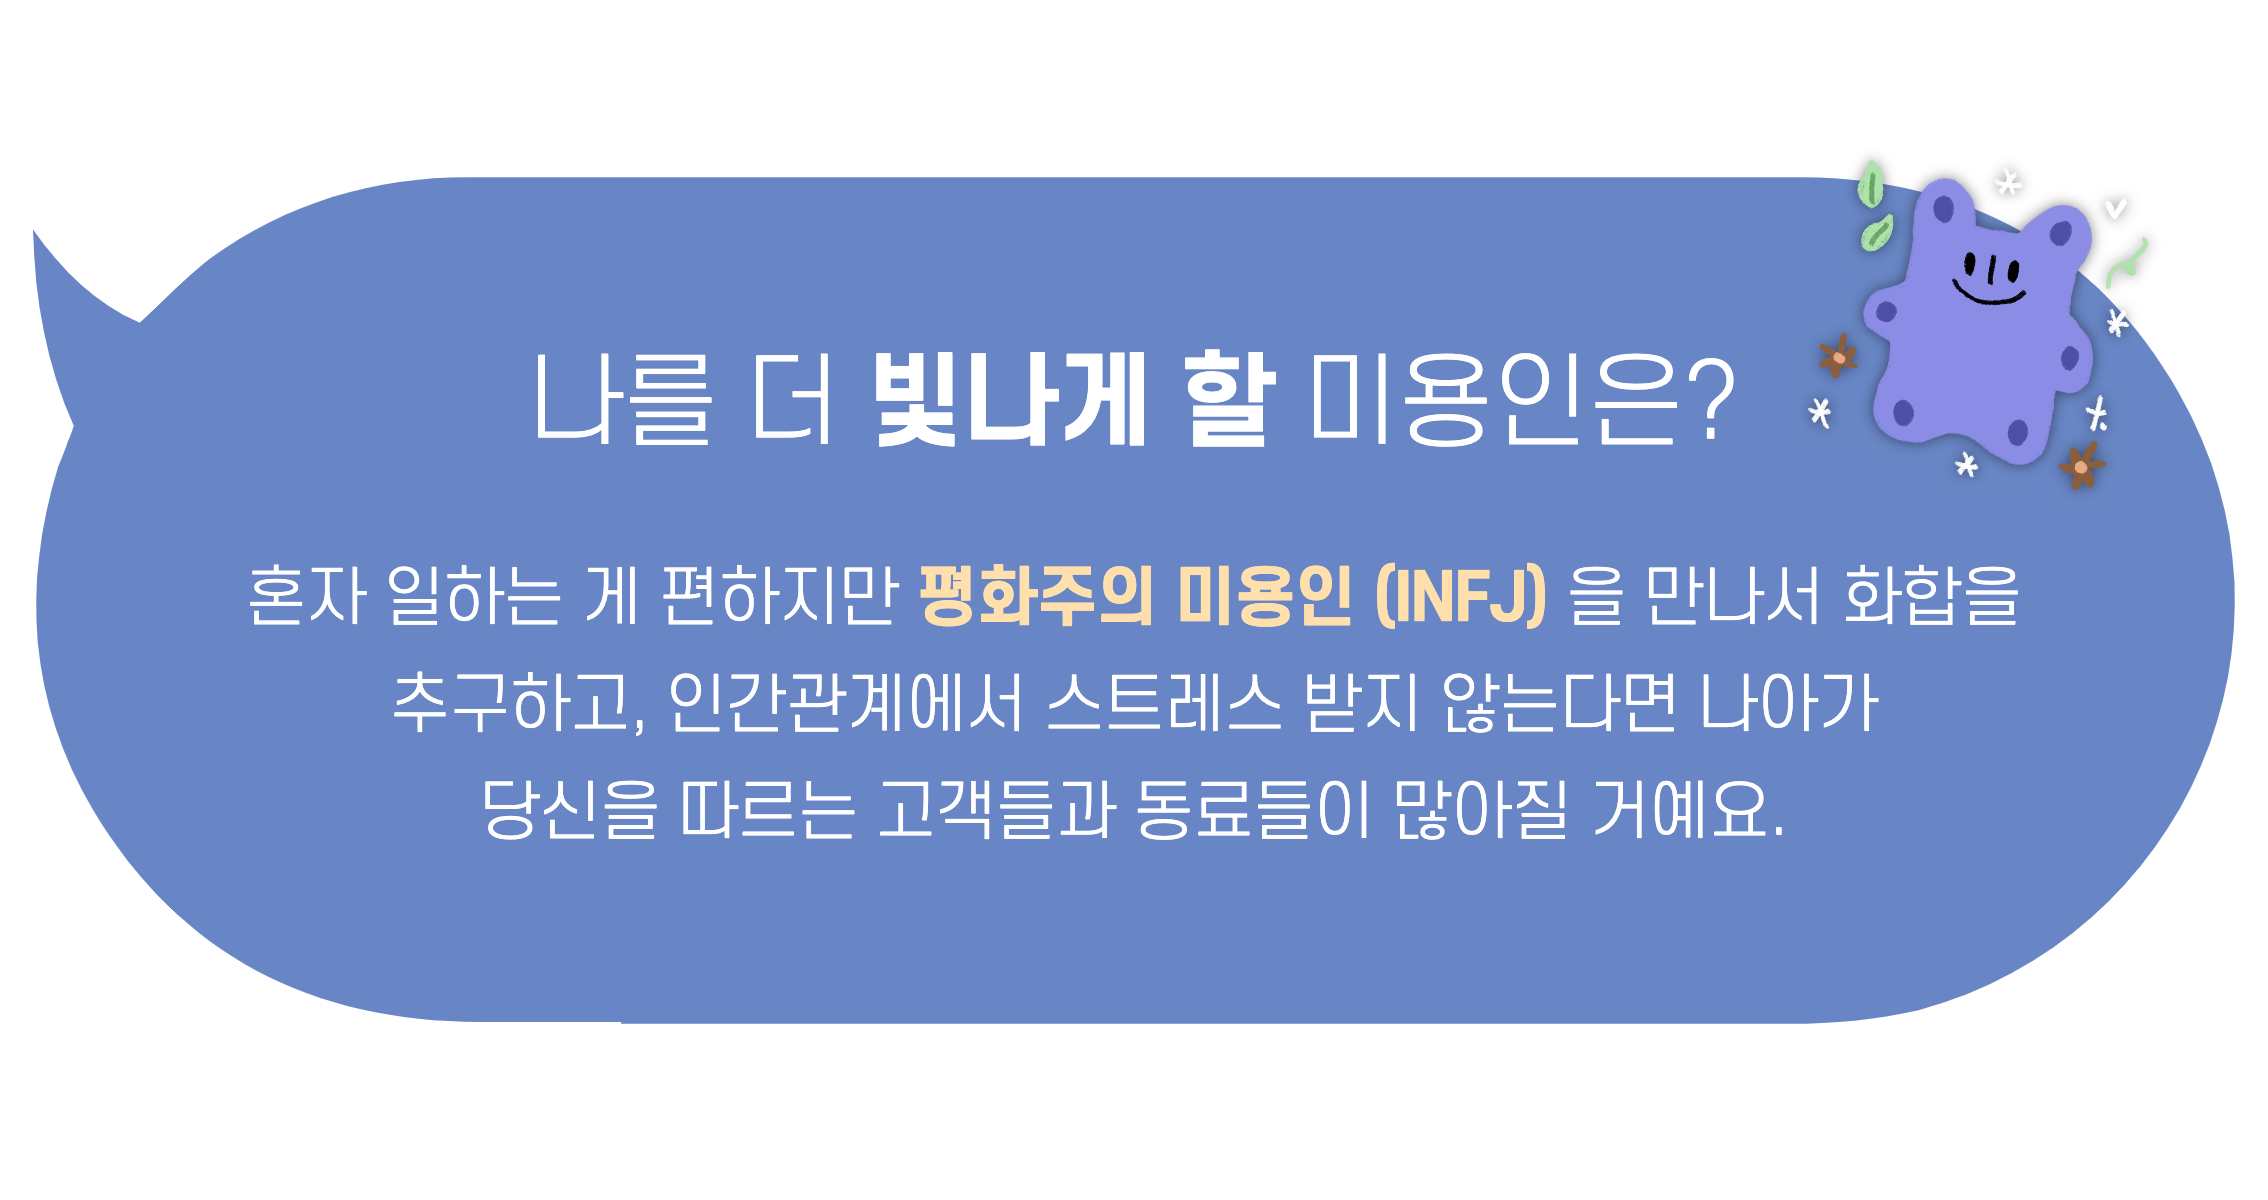 나를 더 빛나게 할 미용인은?
혼자 일하는 게 편하지만 평화주의 미용인 (INFJ) 을 만나서 화합을
추구하고, 인간관계에서 스트레스 받지 않는다면 나아가
당신을 따르는 고객들과 동료들이 많아질 거예요.